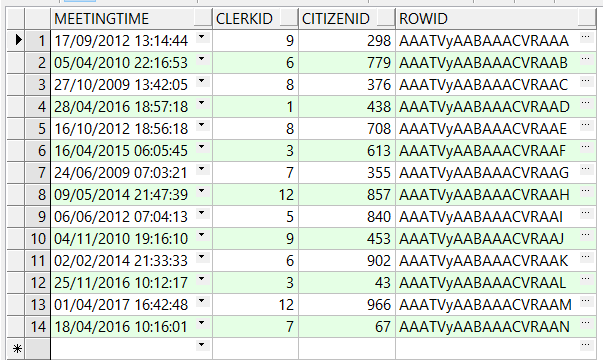 MEETINGTIME CLERKID CITIZENID ROWID
1 17/09/2012 13:14:44 9 298 AAATVyAABAAACVRAAA ...
2 05/04/2010 22:16:53 6 779 AAATVyAABAAACVRAAB ...
3 27/10/2009 13:42:05 8 376 AAATVyAABAAACVRAAC ...
4 28/04/2016 18:57:18 1 438 AAATVyAABAAACVRAAD ...
5 16/10/2012 18:56:18 8 708 AAATVyAABAAACVRAAE ...
6 16/04/2015 06:05:45 3 613 AAATVyAABAAACVRAAF ...
7 24/06/2009 07:03:21 7 355 AAATVyAABAAACVRAAG ...
8 09/05/2014 21:47:39 12 857 AAATVyAABAAACVRAAH ...
9 06/06/2012 07:04:13 5 840 AAATVyAABAAACVRAAI ...
10 04/11/2010 19:16:10 9 453 AAATVyAABAAACVRAAJ ...
11 02/02/2014 21:33:33 6 902 AAATVyAABAAACVRAAK ...
12 25/11/2016 10:12:17 3 43 AAATVyAABAAACVRAAL ...
13 01/04/2017 16:42:48 12 966 AAATVyAABAAACVRAAM ...
14 18/04/2016 10:16:01 7 67 AAATVyAABAAACVRAAN ...
* ...